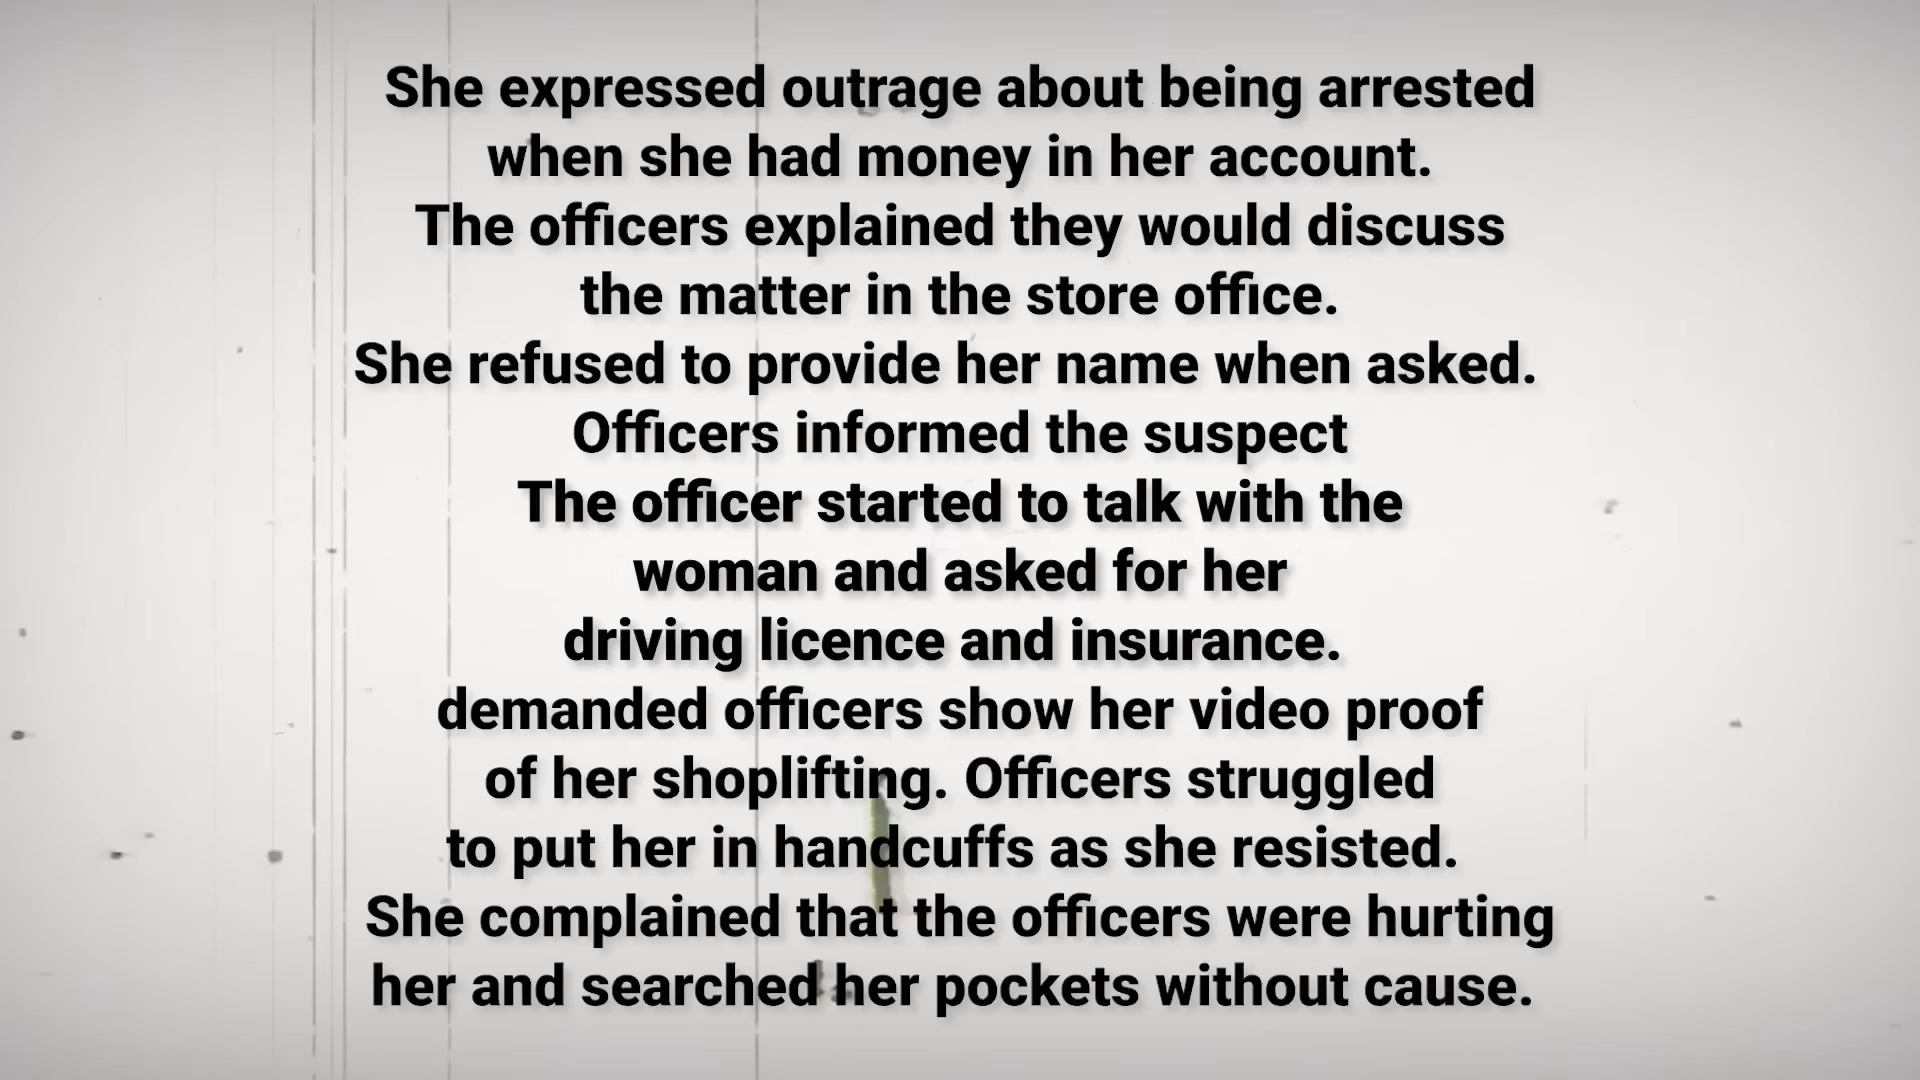 She expressed outrage about being arrested
when she had money in her account.
The officers explained they would discuss
the matter in the store office.
She refused to provide her name when asked.
Officers informed the suspect
The officer started to talk with the
woman and asked for her
driving licence and insurance.
demanded officers show her video proof
of her shoplifting. Officers struggled
to put her in handcuffs as she resisted.
She complained that the officers were hurting
her and searched her pockets without cause.